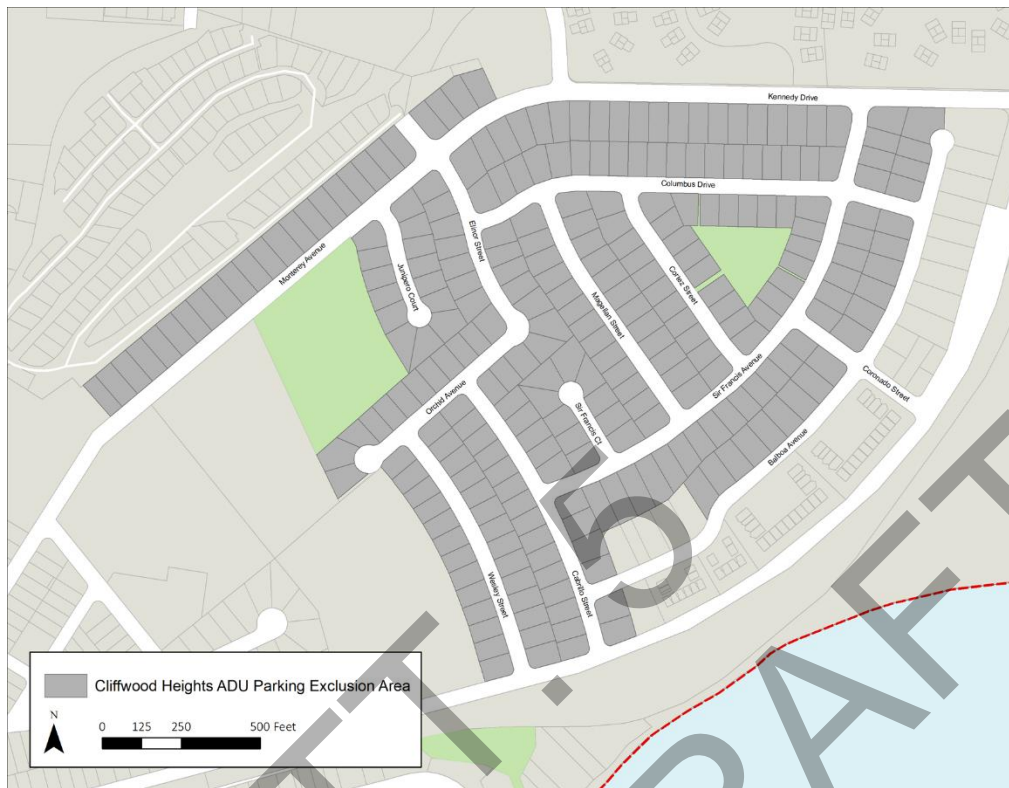 Kennedy Drive
Columbus Drive
Elinor Street
Monterey Avenue
Junipero Court
Cortez Street
Magellan Street
Sir Francis Avenue
Coronado Street
Orchid Avenue
Sir Francis Ct
Balboa Avenue
Wesley Street
Cabrillo Street
Cliffwood Heights ADU Parking Exclusion Area
N
0 125 250 500 Feet